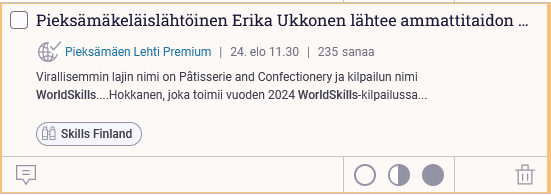 Pieksämäkeläislähtöinen Erika Ukkonen lähtee ammattitaidon ...
Pieksämäen Lehti Premium | 24. elo 11.30 | 235 sanaa
Virallisemmin lajin nimi on Pâtisserie and Confectionery ja kilpailun nimi
WorldSkills....Hokkanen, joka toimii vuoden 2024 WorldSkills-kilpailussa...
Skills Finland